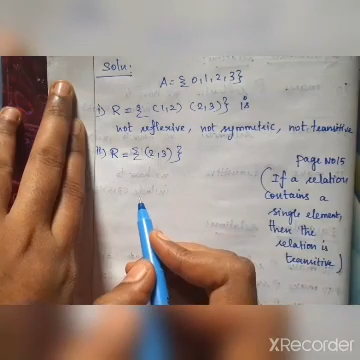 Soln:
A = { 0, 1, 2, 3}
i) R = { (1,2) (2,3)} is
not reflexive, not symmetric, not transitive
ii) R = { (2,3) }
page No 15
(If a relation
contains a
single element,
then the
relation is
transitive)
XRecorder